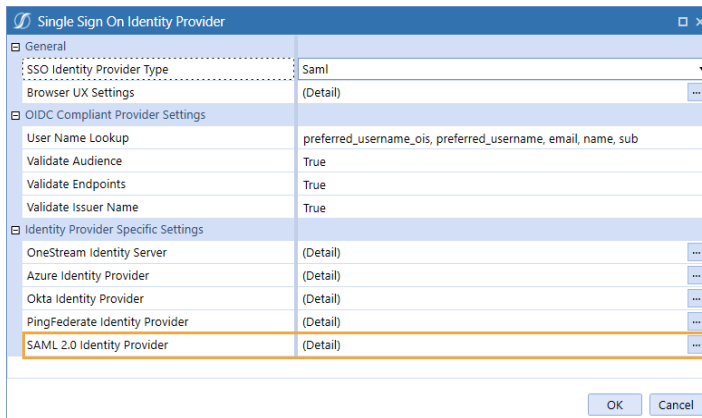 Single Sign On Identity Provider
General
SSO Identity Provider Type Saml
Browser UX Settings (Detail) ...
OIDC Compliant Provider Settings
User Name Lookup preferred_username_ois, preferred_username, email, name, sub
Validate Audience True
Validate Endpoints True
Validate Issuer Name True
Identity Provider Specific Settings
OneStream Identity Server (Detail) ...
Azure Identity Provider (Detail) ...
Okta Identity Provider (Detail) ...
PingFederate Identity Provider (Detail) ...
SAML 2.0 Identity Provider (Detail) ...
OK Cancel